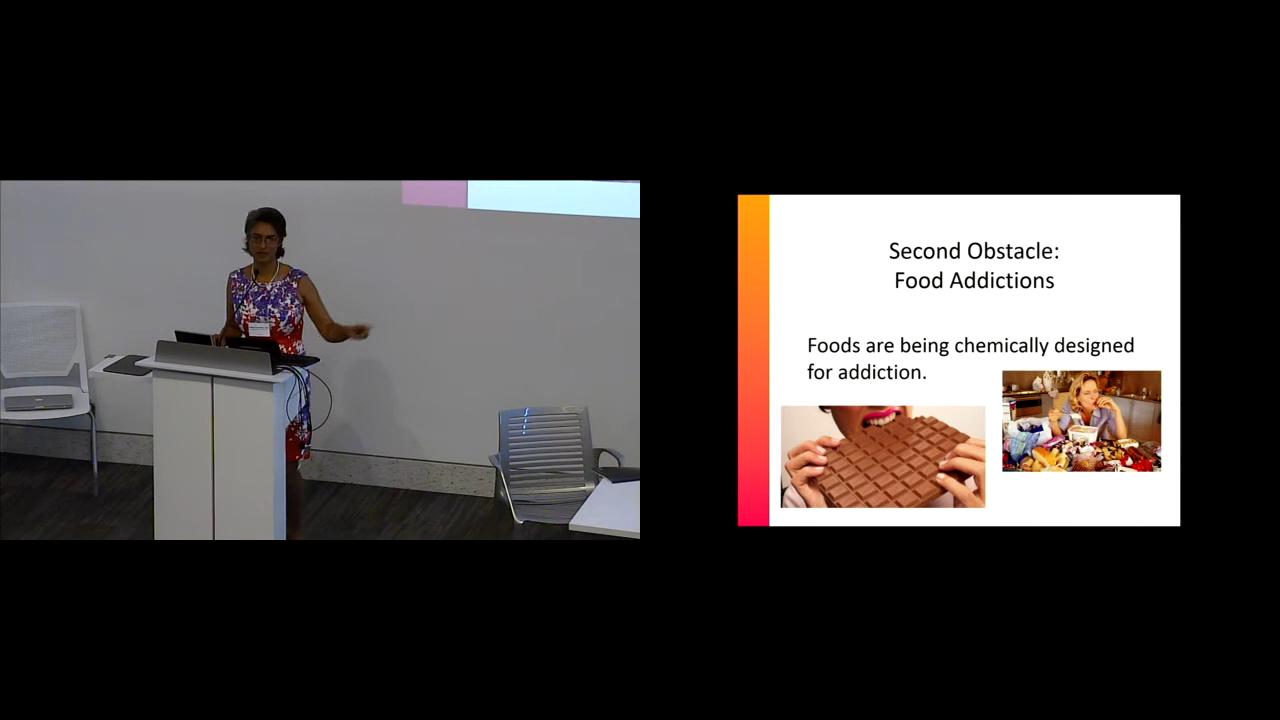 Second Obstacle:
Food Addictions
Foods are being chemically designed
for addiction.